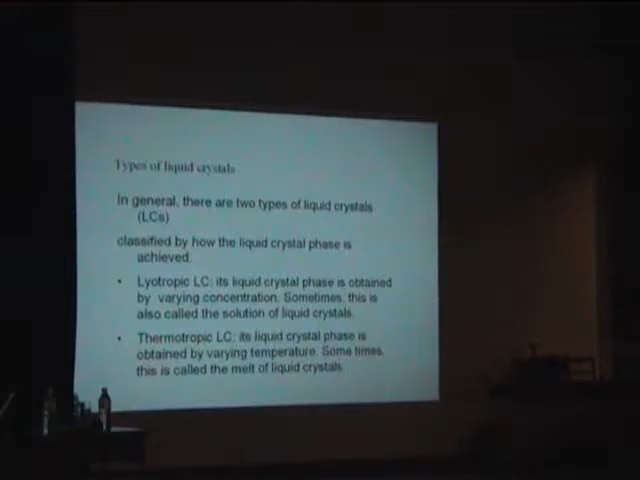 Types of liquid crystals
In general, there are two types of liquid crystals
(LCs)
classified by how the liquid crystal phase is
achieved.
• Lyotropic LC: its liquid crystal phase is obtained
by varying concentration. Sometimes, this is
also called the solution of liquid crystals.
• Thermotropic LC: its liquid crystal phase is
obtained by varying temperature. Some times,
this is called the melt of liquid crystals